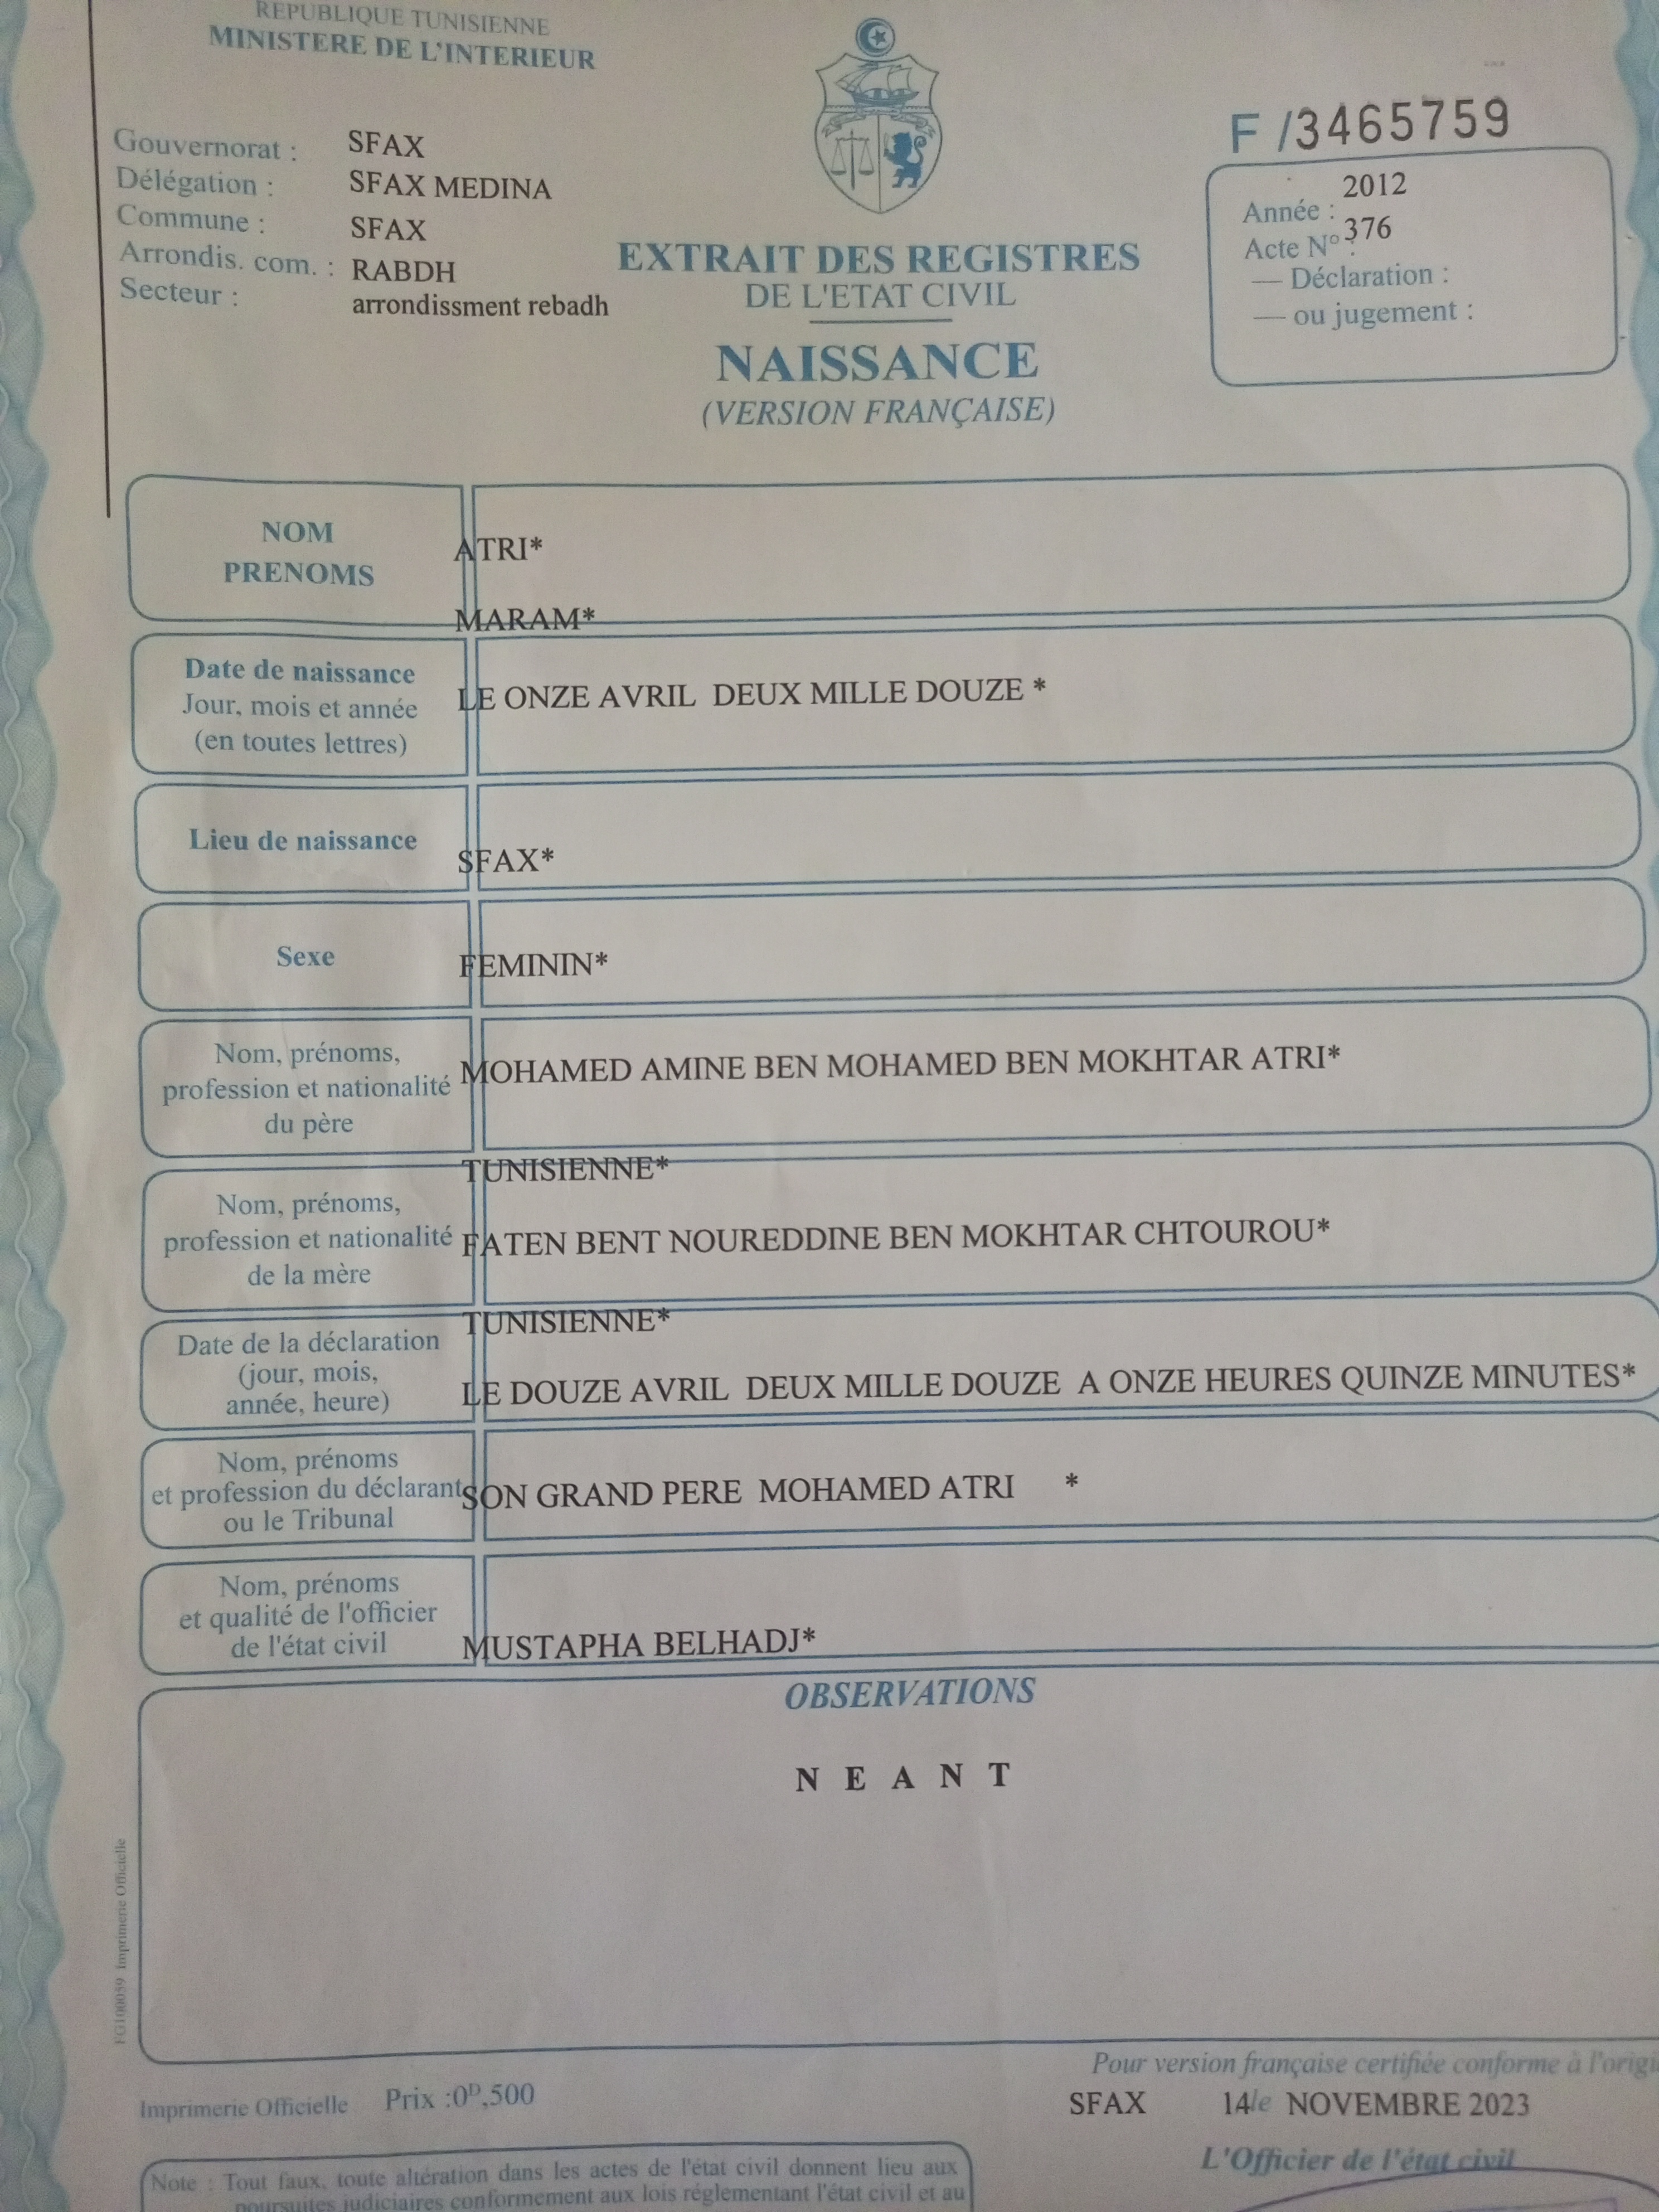 REPUBLIQUE TUNISIENNE
MINISTERE DE L'INTERIEUR
Gouvernorat : SFAX
Délégation : SFAX MEDINA
Commune : SFAX
Arrondis. com. : RABDH
Secteur : arrondissment rebadh
EXTRAIT DES REGISTRES
DE L'ETAT CIVIL
NAISSANCE
(VERSION FRANÇAISE)
F /3465759
Année : 2012
Acte N° : 376
— Déclaration :
— ou jugement :
NOM
PRENOMS
ATRI*
MARAM*
Date de naissance
Jour, mois et année
(en toutes lettres)
LE ONZE AVRIL DEUX MILLE DOUZE *
Lieu de naissance
SFAX*
Sexe
FEMININ*
Nom, prénoms,
profession et nationalité
du père
MOHAMED AMINE BEN MOHAMED BEN MOKHTAR ATRI*
TUNISIENNE*
Nom, prénoms,
profession et nationalité
de la mère
FATEN BENT NOUREDDINE BEN MOKHTAR CHTOUROU*
TUNISIENNE*
Date de la déclaration
(jour, mois,
année, heure)
LE DOUZE AVRIL DEUX MILLE DOUZE A ONZE HEURES QUINZE MINUTES*
Nom, prénoms
et profession du déclarant
ou le Tribunal
SON GRAND PERE MOHAMED ATRI *
Nom, prénoms
et qualité de l'officier
de l'état civil
MUSTAPHA BELHADJ*
OBSERVATIONS
N E A N T
FG100059 Imprimerie Officielle
Imprimerie Officielle Prix :0ᴰ,500
Pour version française certifiée conforme à l'origi
SFAX 14 le NOVEMBRE 2023
L'Officier de l'état civil
Note : Tout faux, toute altération dans les actes de l'état civil donnent lieu aux
poursuites judiciaires conformement aux lois réglementant l'état civil et au